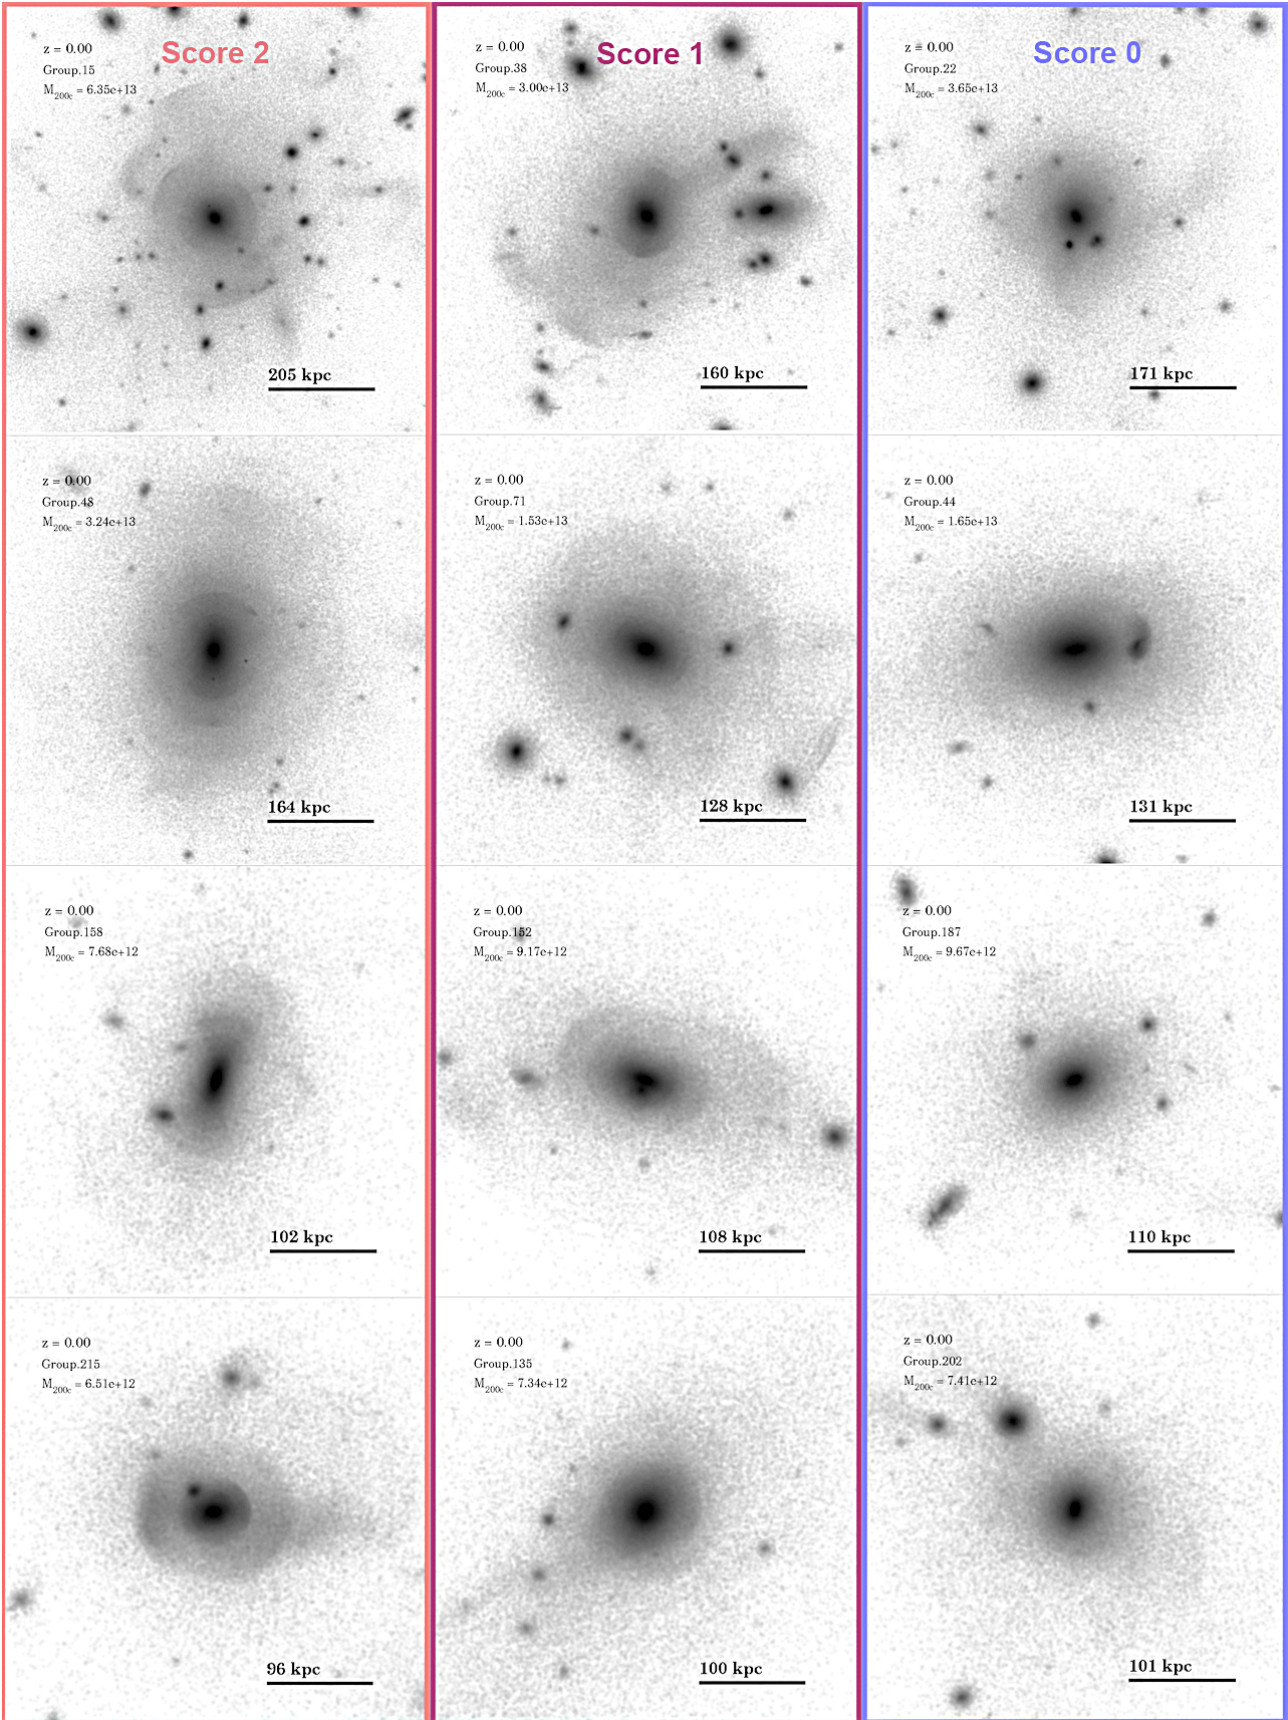 Score 2
z = 0.00
Group.15
M200c = 6.35e+13
205 kpc
Score 1
z = 0.00
Group.38
M200c = 3.00e+13
160 kpc
Score 0
z = 0.00
Group.22
M200c = 3.65e+13
171 kpc
z = 0.00
Group.48
M200c = 3.24e+13
164 kpc
z = 0.00
Group.71
M200c = 1.53e+13
128 kpc
z = 0.00
Group.44
M200c = 1.65e+13
131 kpc
z = 0.00
Group.158
M200c = 7.68e+12
102 kpc
z = 0.00
Group.152
M200c = 9.17e+12
108 kpc
z = 0.00
Group.187
M200c = 9.67e+12
110 kpc
z = 0.00
Group.215
M200c = 6.51e+12
96 kpc
z = 0.00
Group.135
M200c = 7.34e+12
100 kpc
z = 0.00
Group.202
M200c = 7.41e+12
101 kpc